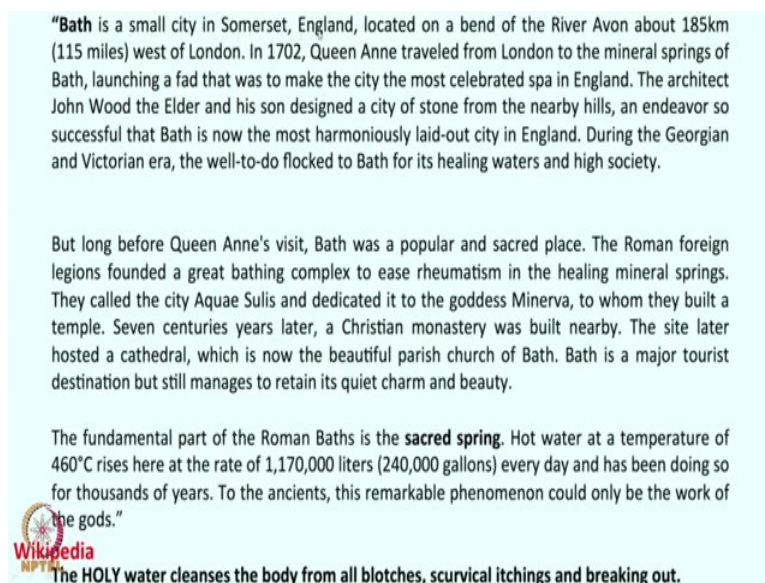 “Bath is a small city in Somerset, England, located on a bend of the River Avon about 185km
(115 miles) west of London. In 1702, Queen Anne traveled from London to the mineral springs of
Bath, launching a fad that was to make the city the most celebrated spa in England. The architect
John Wood the Elder and his son designed a city of stone from the nearby hills, an endeavor so
successful that Bath is now the most harmoniously laid-out city in England. During the Georgian
and Victorian era, the well-to-do flocked to Bath for its healing waters and high society.
But long before Queen Anne's visit, Bath was a popular and sacred place. The Roman foreign
legions founded a great bathing complex to ease rheumatism in the healing mineral springs.
They called the city Aquae Sulis and dedicated it to the goddess Minerva, to whom they built a
temple. Seven centuries years later, a Christian monastery was built nearby. The site later
hosted a cathedral, which is now the beautiful parish church of Bath. Bath is a major tourist
destination but still manages to retain its quiet charm and beauty.
The fundamental part of the Roman Baths is the sacred spring. Hot water at a temperature of
460°C rises here at the rate of 1,170,000 liters (240,000 gallons) every day and has been doing so
for thousands of years. To the ancients, this remarkable phenomenon could only be the work of
the gods.”
Wikipedia
NPTEL
The HOLY water cleanses the body from all blotches, scurvical itchings and breaking out.